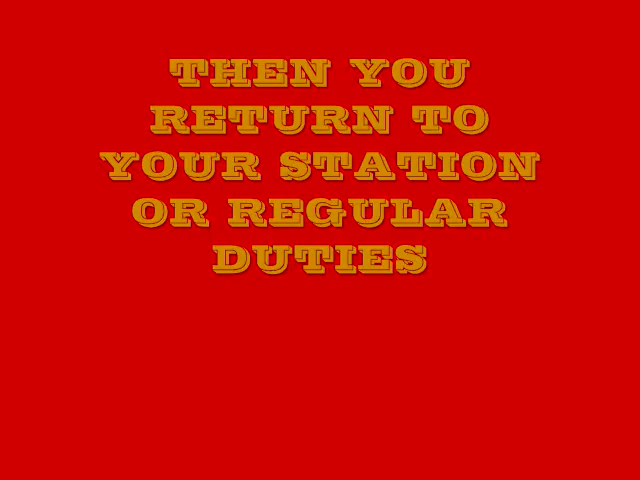 THEN YOU
RETURN TO
YOUR STATION
OR REGULAR
DUTIES